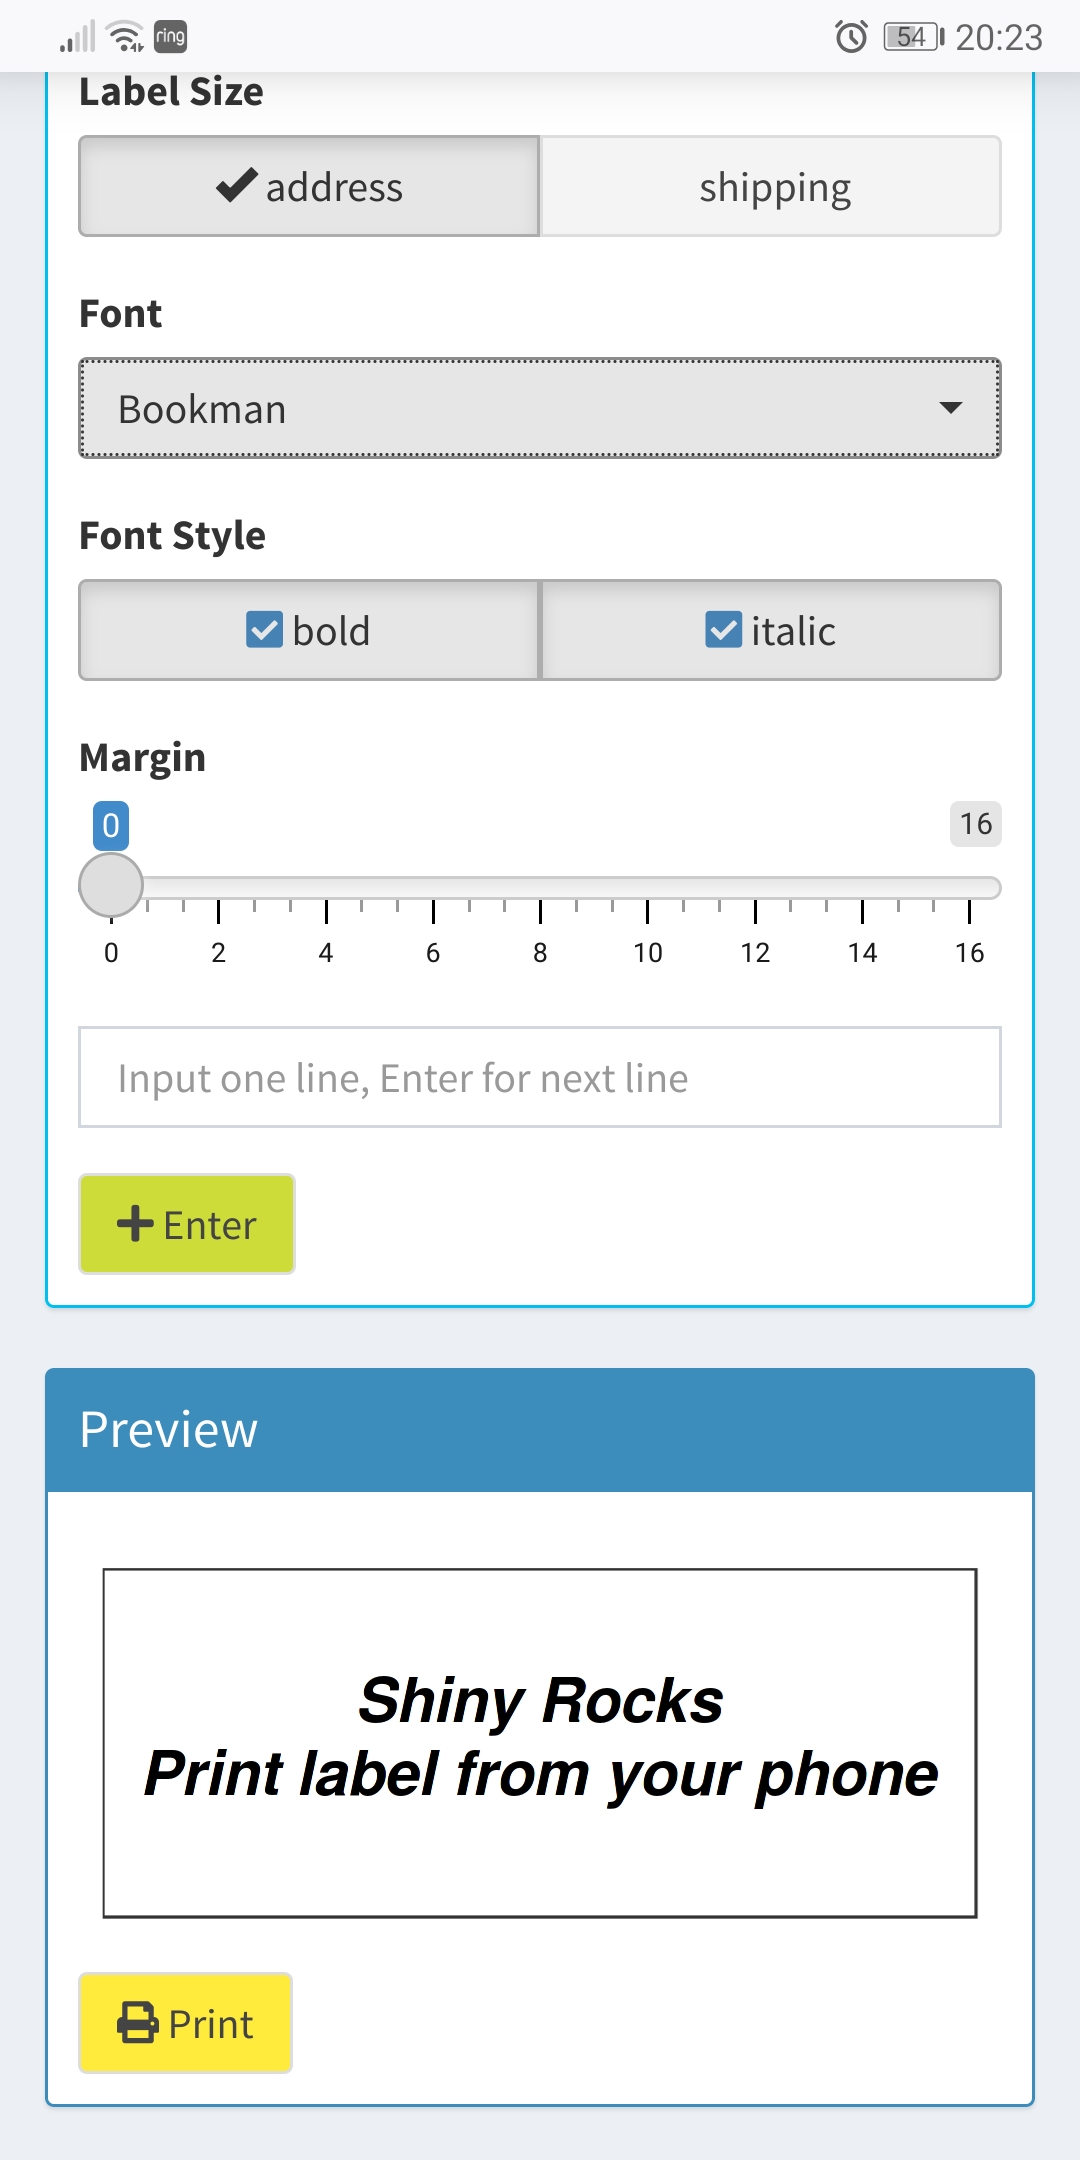 ring 54 20:23
Label Size
address shipping
Font
Bookman
Font Style
bold italic
Margin
0 16
0 2 4 6 8 10 12 14 16
Input one line, Enter for next line
Enter
Preview
Shiny Rocks
Print label from your phone
Print